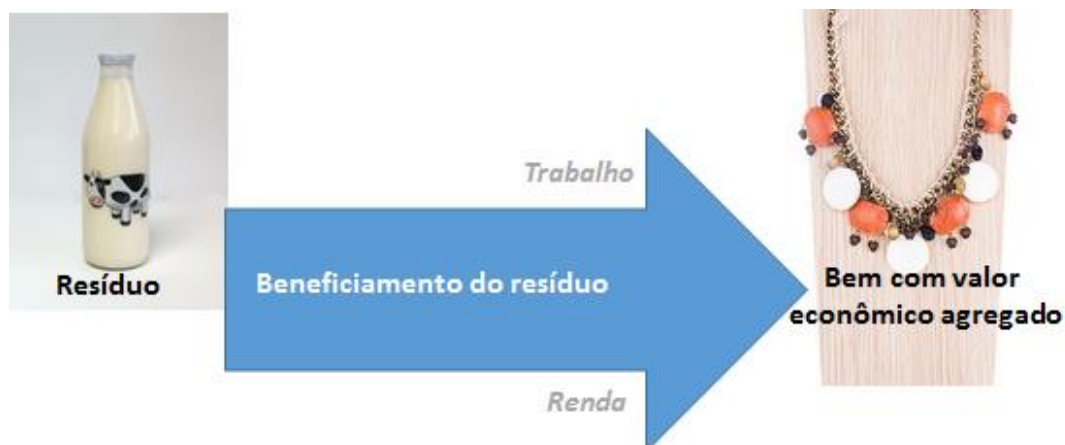 Trabalho
Resíduo
Beneficiamento do resíduo
Bem com valor
econômico agregado
Renda